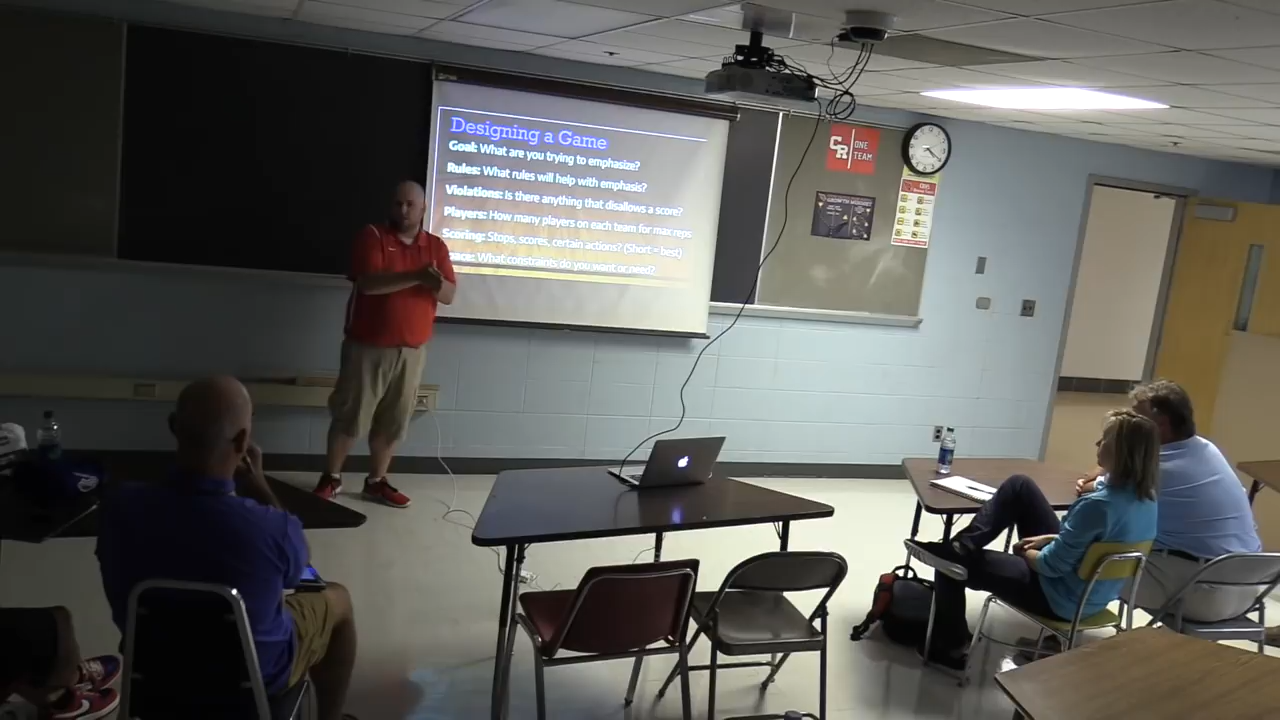 Designing a Game
Goal: What are you trying to emphasize?
Rules: What rules will help with emphasis?
Violations: Is there anything that disallows a score?
Players: How many players on each team for max reps
Scoring: Stops, scores, certain actions? (Short = best)
What constraints do you want or need?
CR
ONE
TEAM
GROWTH MINDSET